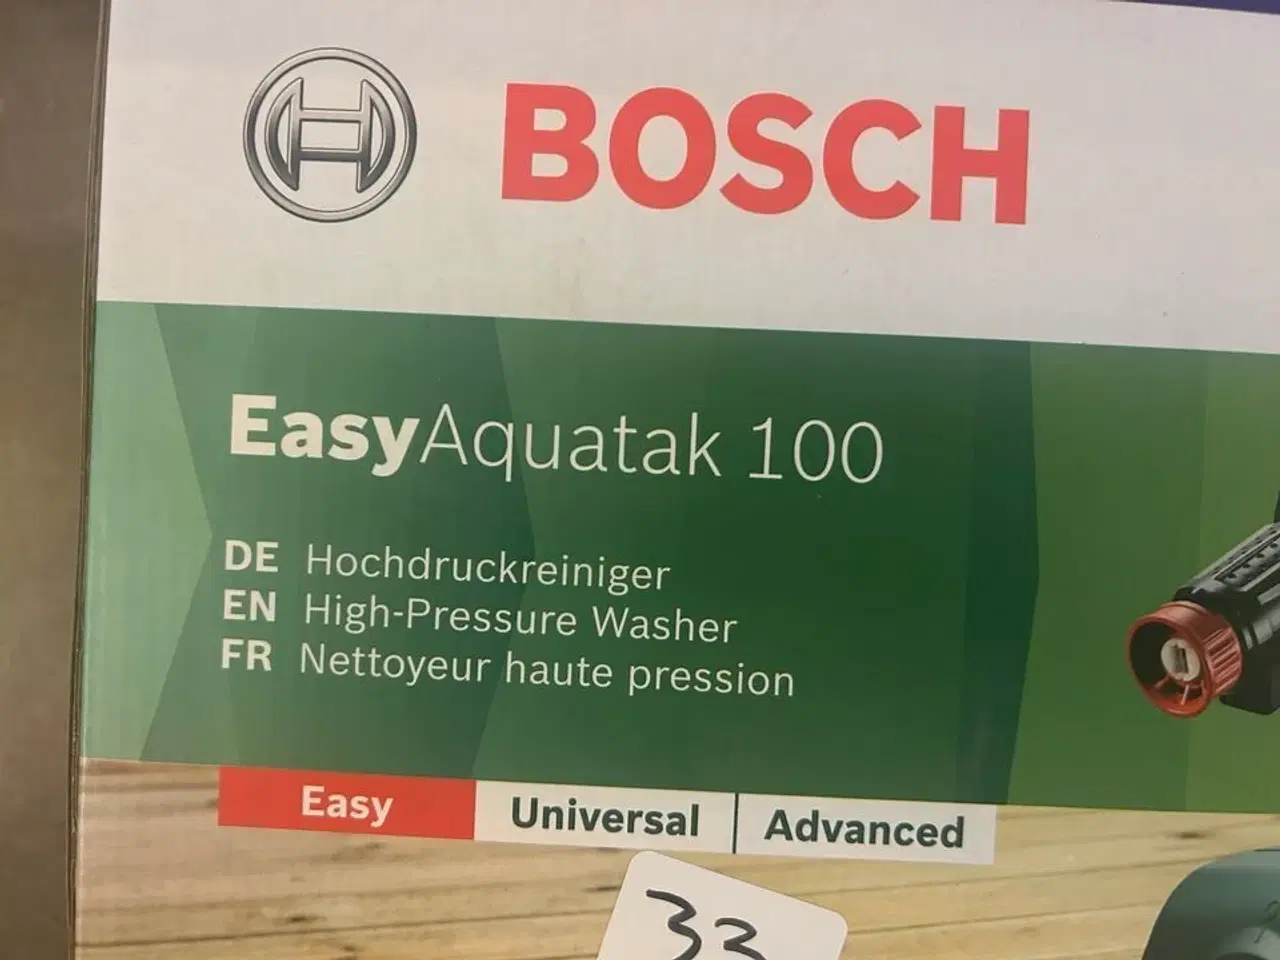 BOSCH
EasyAquatak 100
DE Hochdruckreiniger
EN High-Pressure Washer
FR Nettoyeur haute pression
Easy Universal Advanced
33